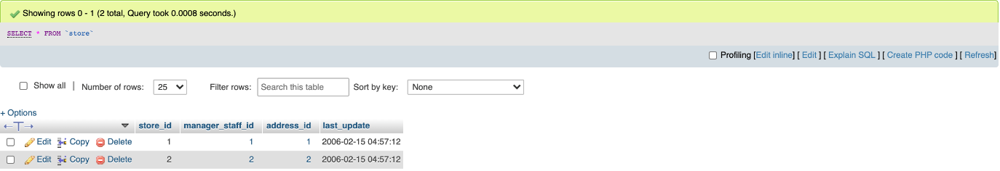 Showing rows 0 - 1 (2 total, Query took 0.0008 seconds.)
SELECT * FROM `store`
Profiling [Edit inline] [ Edit ] [ Explain SQL ] [ Create PHP code ] [ Refresh]
Show all | Number of rows: 25 Filter rows: Search this table Sort by key: None
+ Options
←T→ store_id manager_staff_id address_id last_update
Edit Copy Delete 1 1 1 2006-02-15 04:57:12
Edit Copy Delete 2 2 2 2006-02-15 04:57:12